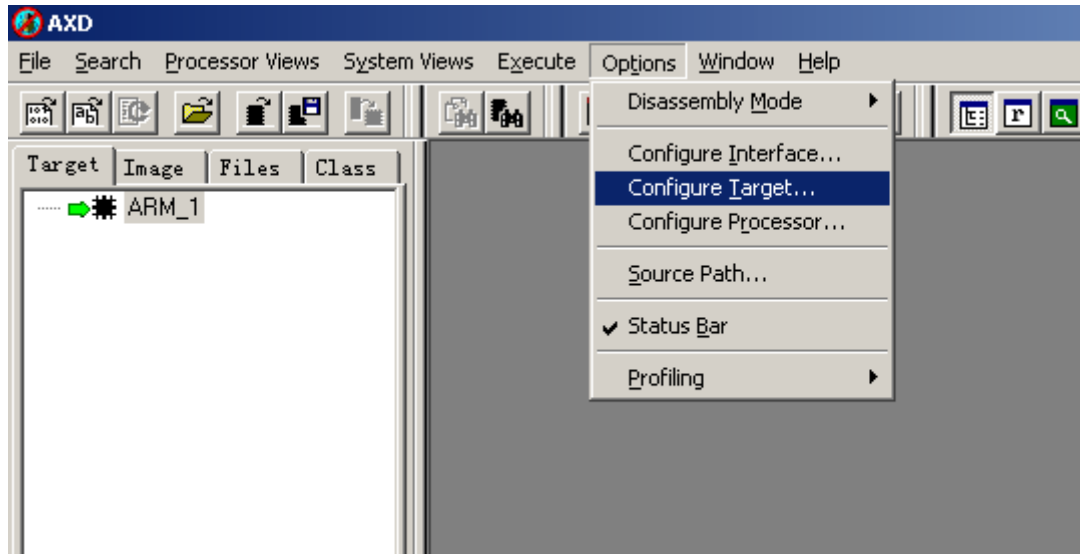 AXD
File Search Processor Views System Views Execute Options Window Help
Disassembly Mode
Configure Interface...
Configure Target...
Configure Processor...
Source Path...
Status Bar
Profiling
Target Image Files Class
ARM_1